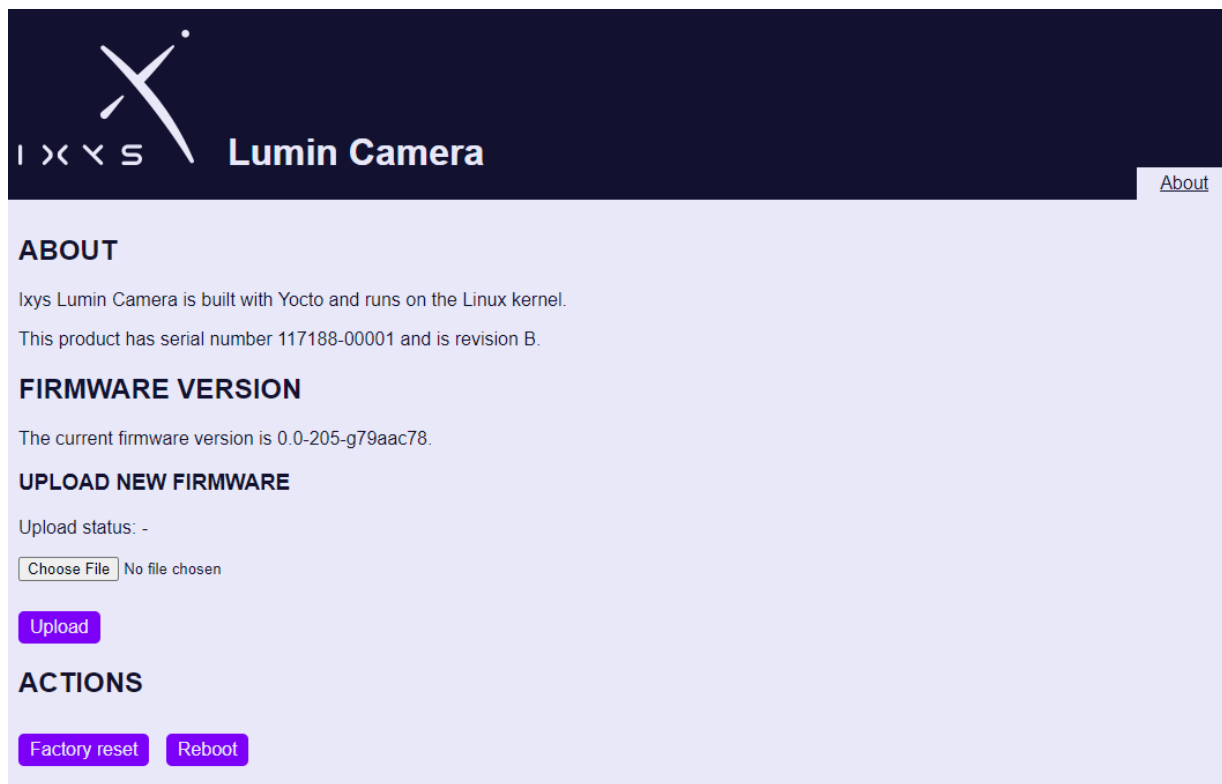 IXYS
Lumin Camera
About
ABOUT
Ixys Lumin Camera is built with Yocto and runs on the Linux kernel.
This product has serial number 117188-00001 and is revision B.
FIRMWARE VERSION
The current firmware version is 0.0-205-g79aac78.
UPLOAD NEW FIRMWARE
Upload status: -
Choose File No file chosen
Upload
ACTIONS
Factory reset Reboot